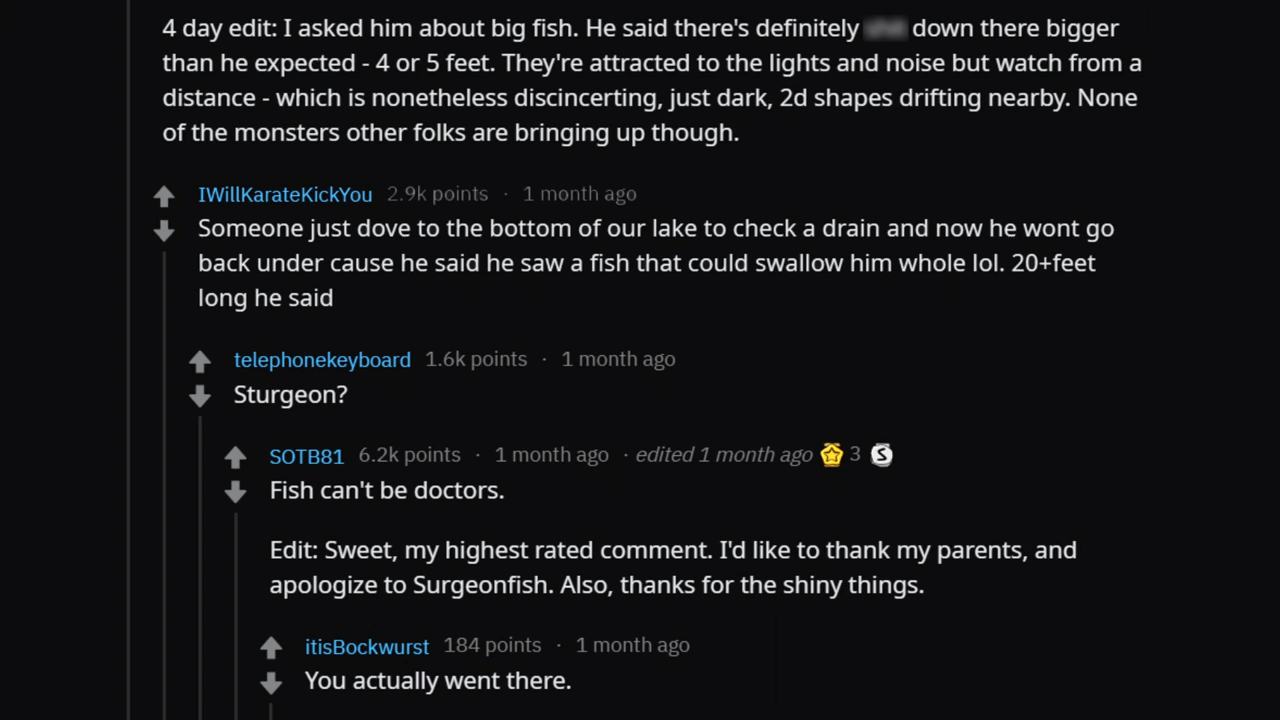 4 day edit: I asked him about big fish. He said there's definitely down there bigger
than he expected - 4 or 5 feet. They're attracted to the lights and noise but watch from a
distance - which is nonetheless discincerting, just dark, 2d shapes drifting nearby. None
of the monsters other folks are bringing up though.
IWillKarateKickYou 2.9k points · 1 month ago
Someone just dove to the bottom of our lake to check a drain and now he wont go
back under cause he said he saw a fish that could swallow him whole lol. 20+feet
long he said
telephonekeyboard 1.6k points · 1 month ago
Sturgeon?
SOTB81 6.2k points · 1 month ago · edited 1 month ago 3 S
Fish can't be doctors.
Edit: Sweet, my highest rated comment. I'd like to thank my parents, and
apologize to Surgeonfish. Also, thanks for the shiny things.
itisBockwurst 184 points · 1 month ago
You actually went there.